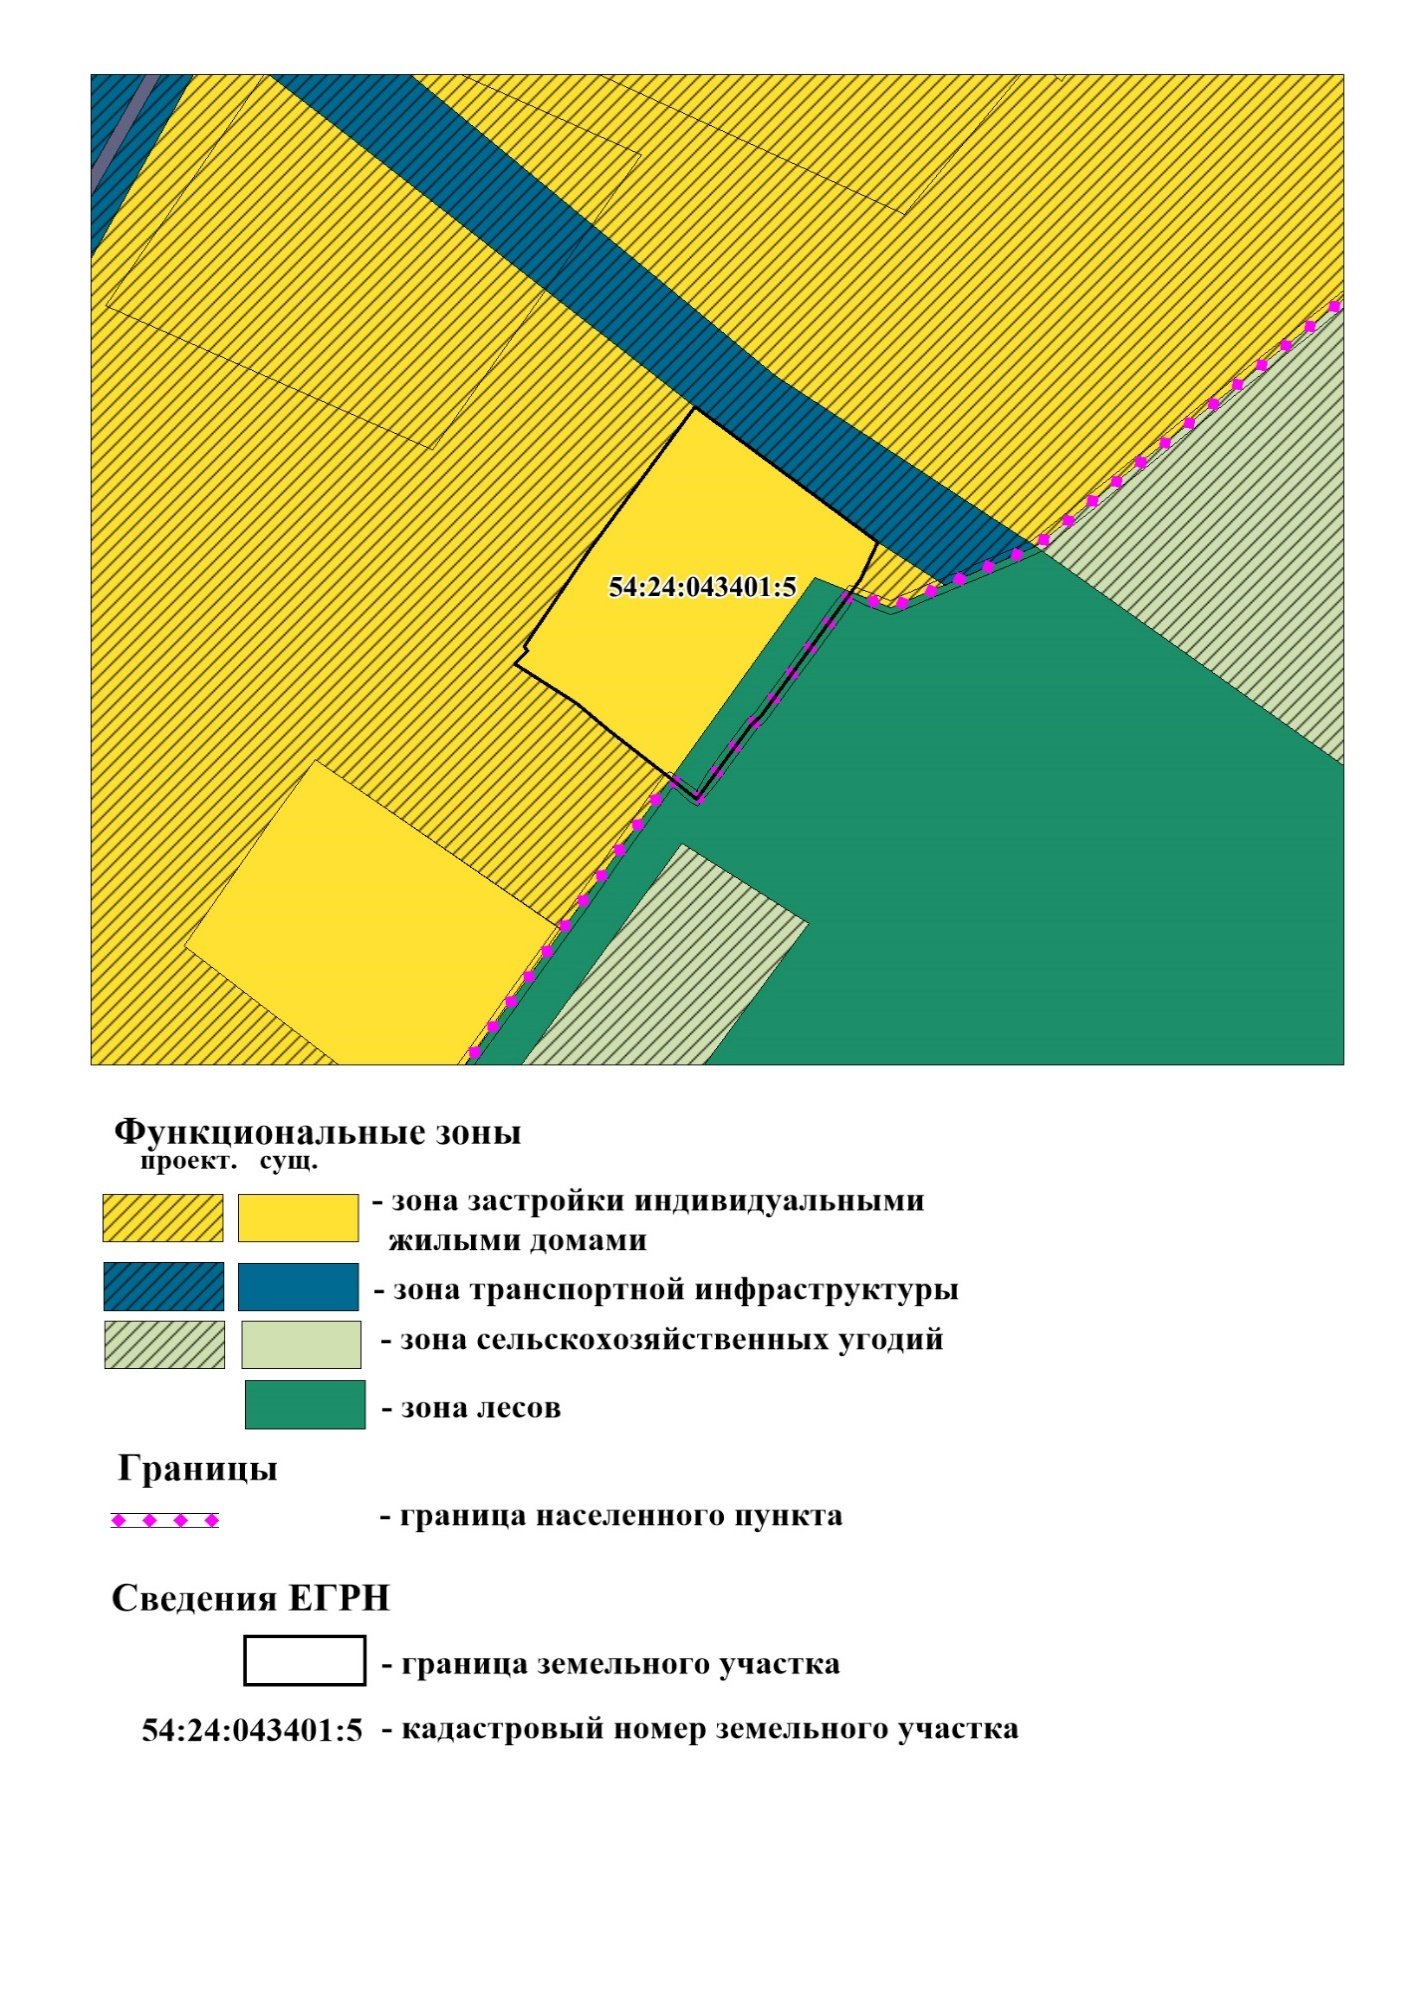 54:24:043401:5
Функциональные зоны
проект. сущ.
- зона застройки индивидуальными
жилыми домами
- зона транспортной инфраструктуры
- зона сельскохозяйственных угодий
- зона лесов
Границы
- граница населенного пункта
Сведения ЕГРН
- граница земельного участка
54:24:043401:5 - кадастровый номер земельного участка